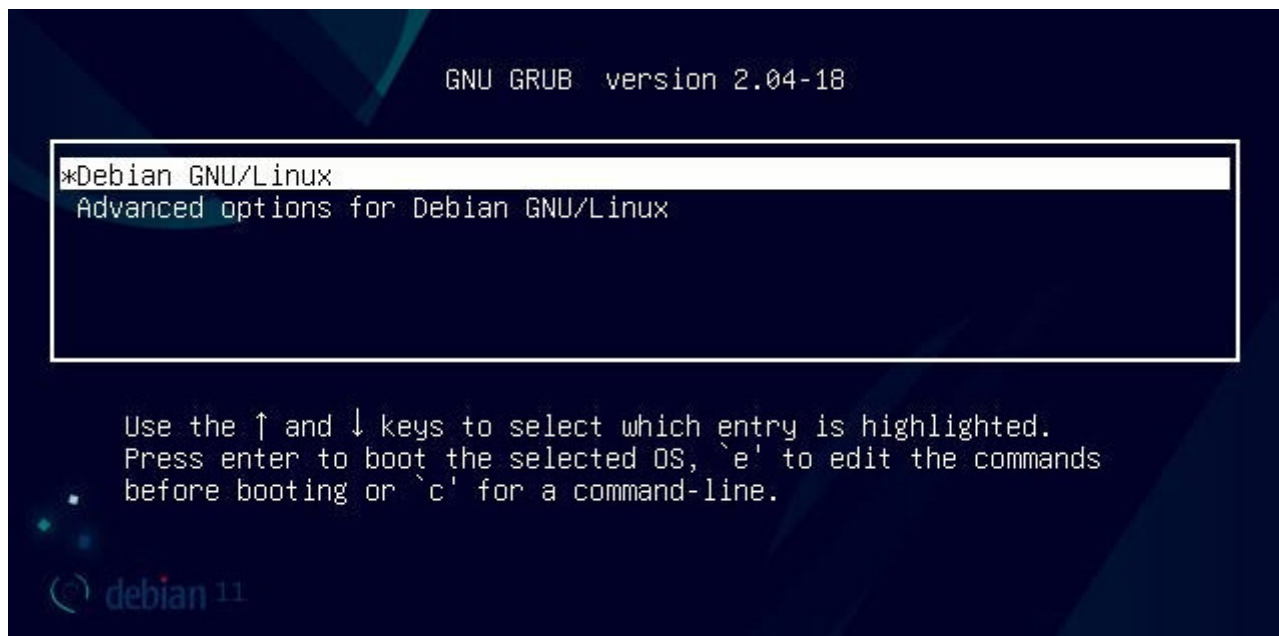 GNU GRUB  version 2.04-18
*Debian GNU/Linux
Advanced options for Debian GNU/Linux
Use the ↑ and ↓ keys to select which entry is highlighted.
Press enter to boot the selected OS, `e' to edit the commands
before booting or `c' for a command-line.
debian 11